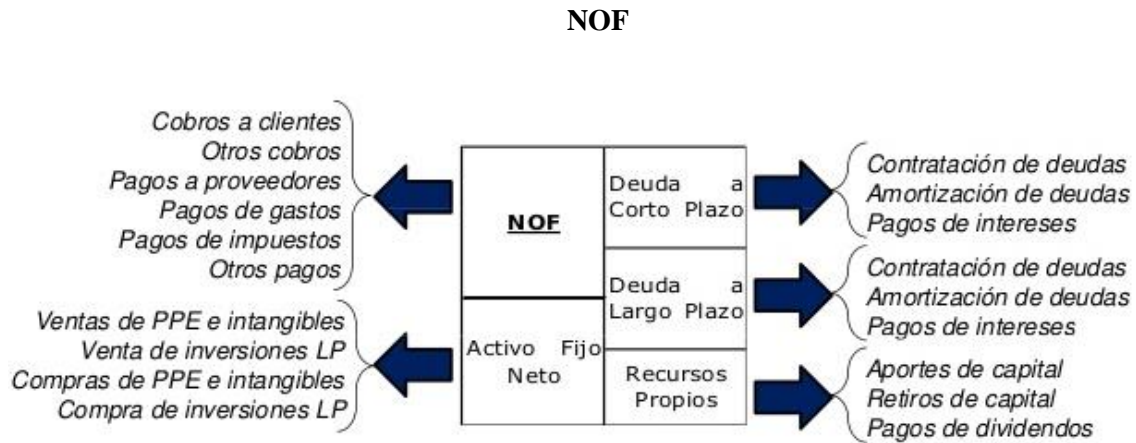 NOF
Cobros a clientes
Otros cobros
Pagos a proveedores
Pagos de gastos
Pagos de impuestos
Otros pagos
Ventas de PPE e intangibles
Venta de inversiones LP
Compras de PPE e intangibles
Compra de inversiones LP
NOF
Activo Fijo
Neto
Deuda a
Corto Plazo
Deuda a
Largo Plazo
Recursos
Propios
Contratación de deudas
Amortización de deudas
Pagos de intereses
Contratación de deudas
Amortización de deudas
Pagos de intereses
Aportes de capital
Retiros de capital
Pagos de dividendos